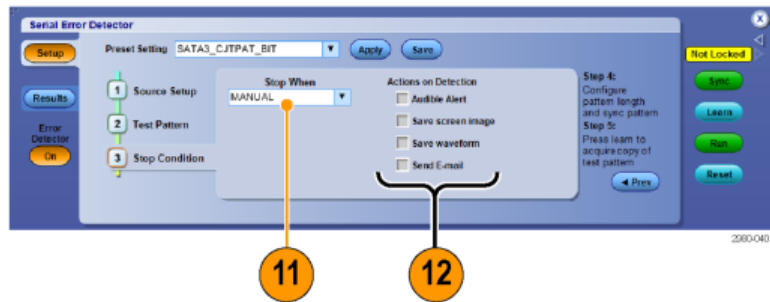 Serial Error Detector
x
Setup
Preset Setting SATA3_CJTPAT_BIT Apply Save
Not Locked
Results
Error
Detector
On
1 Source Setup
2 Test Pattern
3 Stop Condition
Stop When
MANUAL
Actions on Detection
Audible Alert
Save screen image
Save waveform
Send E-mail
Step 4:
Configure
pattern length
and sync pattern
Step 5:
Press learn to
acquire copy of
test pattern
Prev
Sync
Learn
Run
Reset
2980-040
11
12